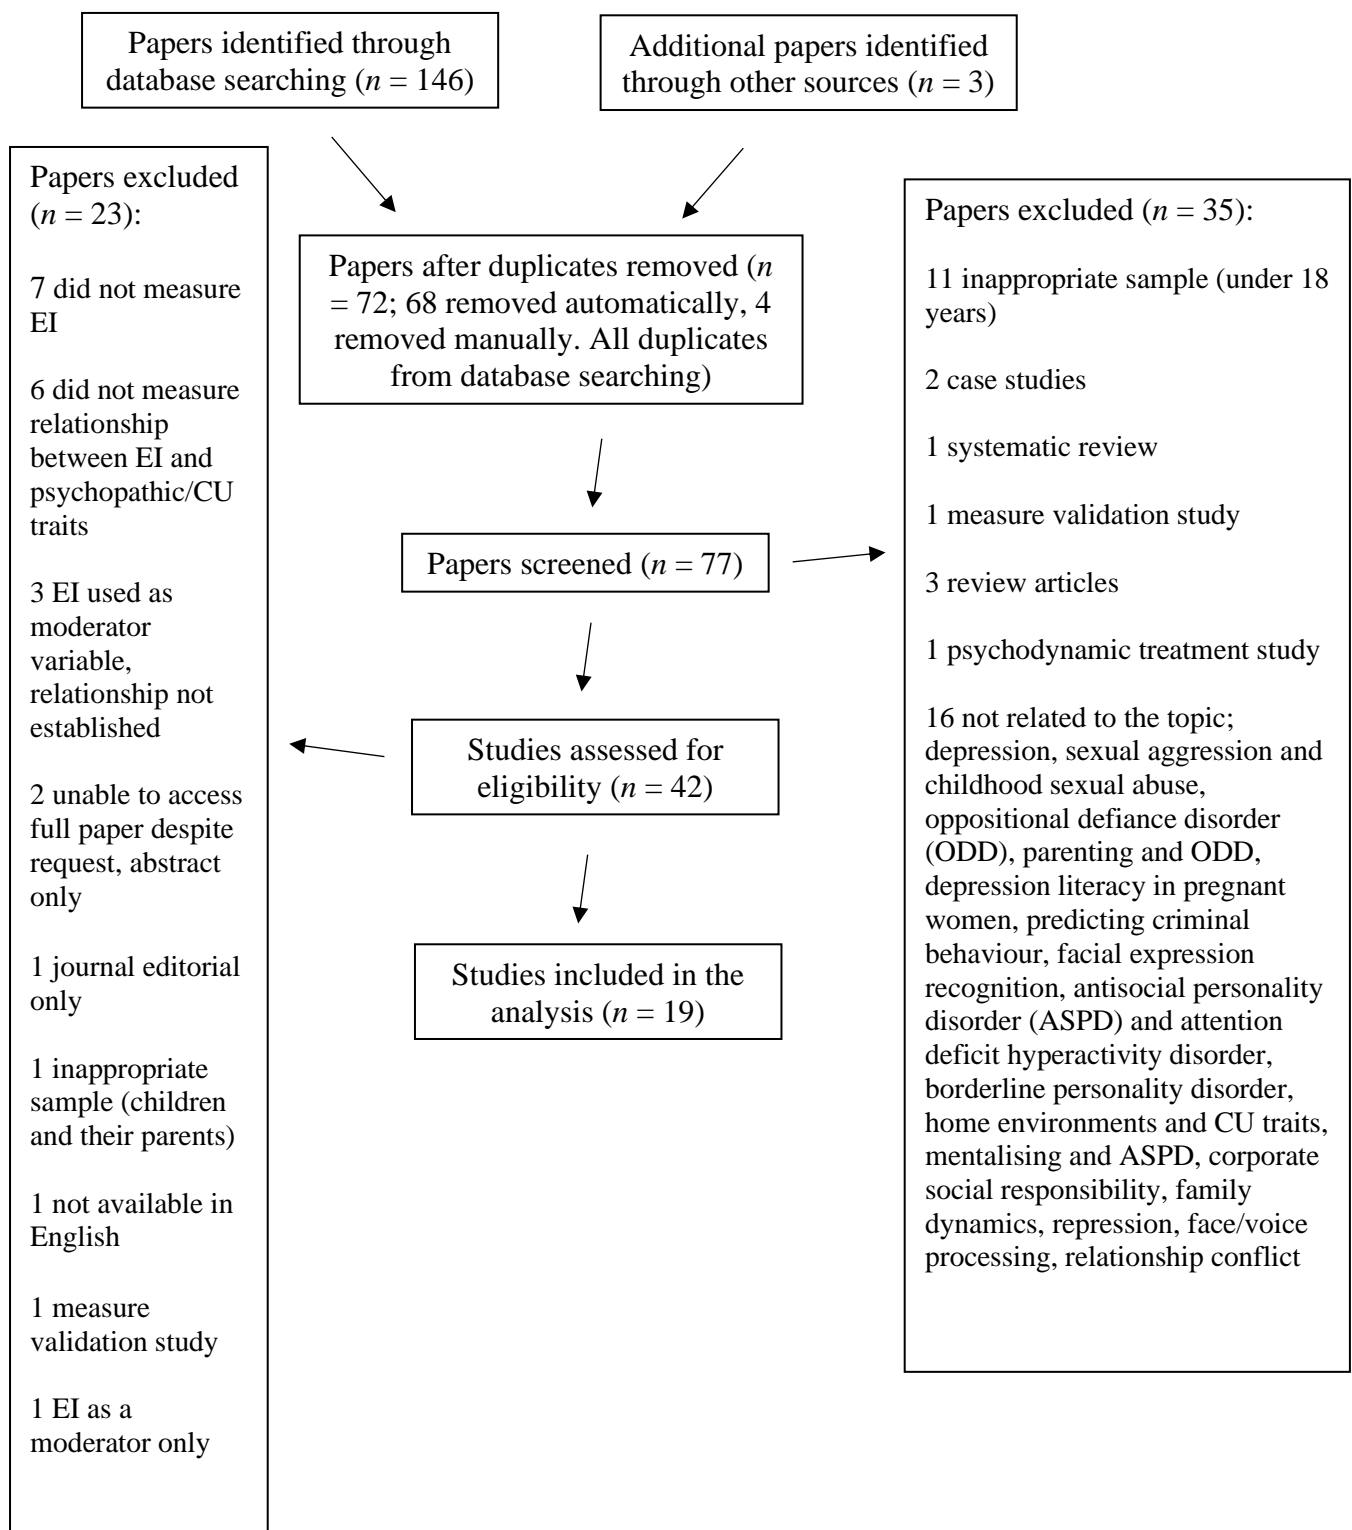 Papers identified through
database searching (n = 146)
Additional papers identified
through other sources (n = 3)
Papers excluded
(n = 23):
7 did not measure
EI
6 did not measure
relationship
between EI and
psychopathic/CU
traits
3 EI used as
moderator
variable,
relationship not
established
2 unable to access
full paper despite
request, abstract
only
1 journal editorial
only
1 inappropriate
sample (children
and their parents)
1 not available in
English
1 measure
validation study
1 EI as a
moderator only
Papers after duplicates removed (n
= 72; 68 removed automatically, 4
removed manually. All duplicates
from database searching)
Papers screened (n = 77)
Studies assessed for
eligibility (n = 42)
Studies included in the
analysis (n = 19)
Papers excluded (n = 35):
11 inappropriate sample (under 18
years)
2 case studies
1 systematic review
1 measure validation study
3 review articles
1 psychodynamic treatment study
16 not related to the topic;
depression, sexual aggression and
childhood sexual abuse,
oppositional defiance disorder
(ODD), parenting and ODD,
depression literacy in pregnant
women, predicting criminal
behaviour, facial expression
recognition, antisocial personality
disorder (ASPD) and attention
deficit hyperactivity disorder,
borderline personality disorder,
home environments and CU traits,
mentalising and ASPD, corporate
social responsibility, family
dynamics, repression, face/voice
processing, relationship conflict